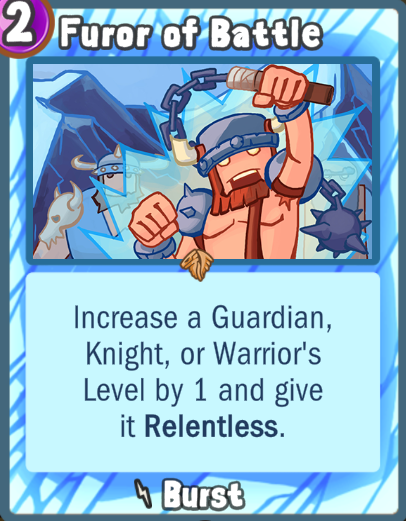 2 Furor of Battle
Increase a Guardian,
Knight, or Warrior's
Level by 1 and give
it Relentless.
Burst